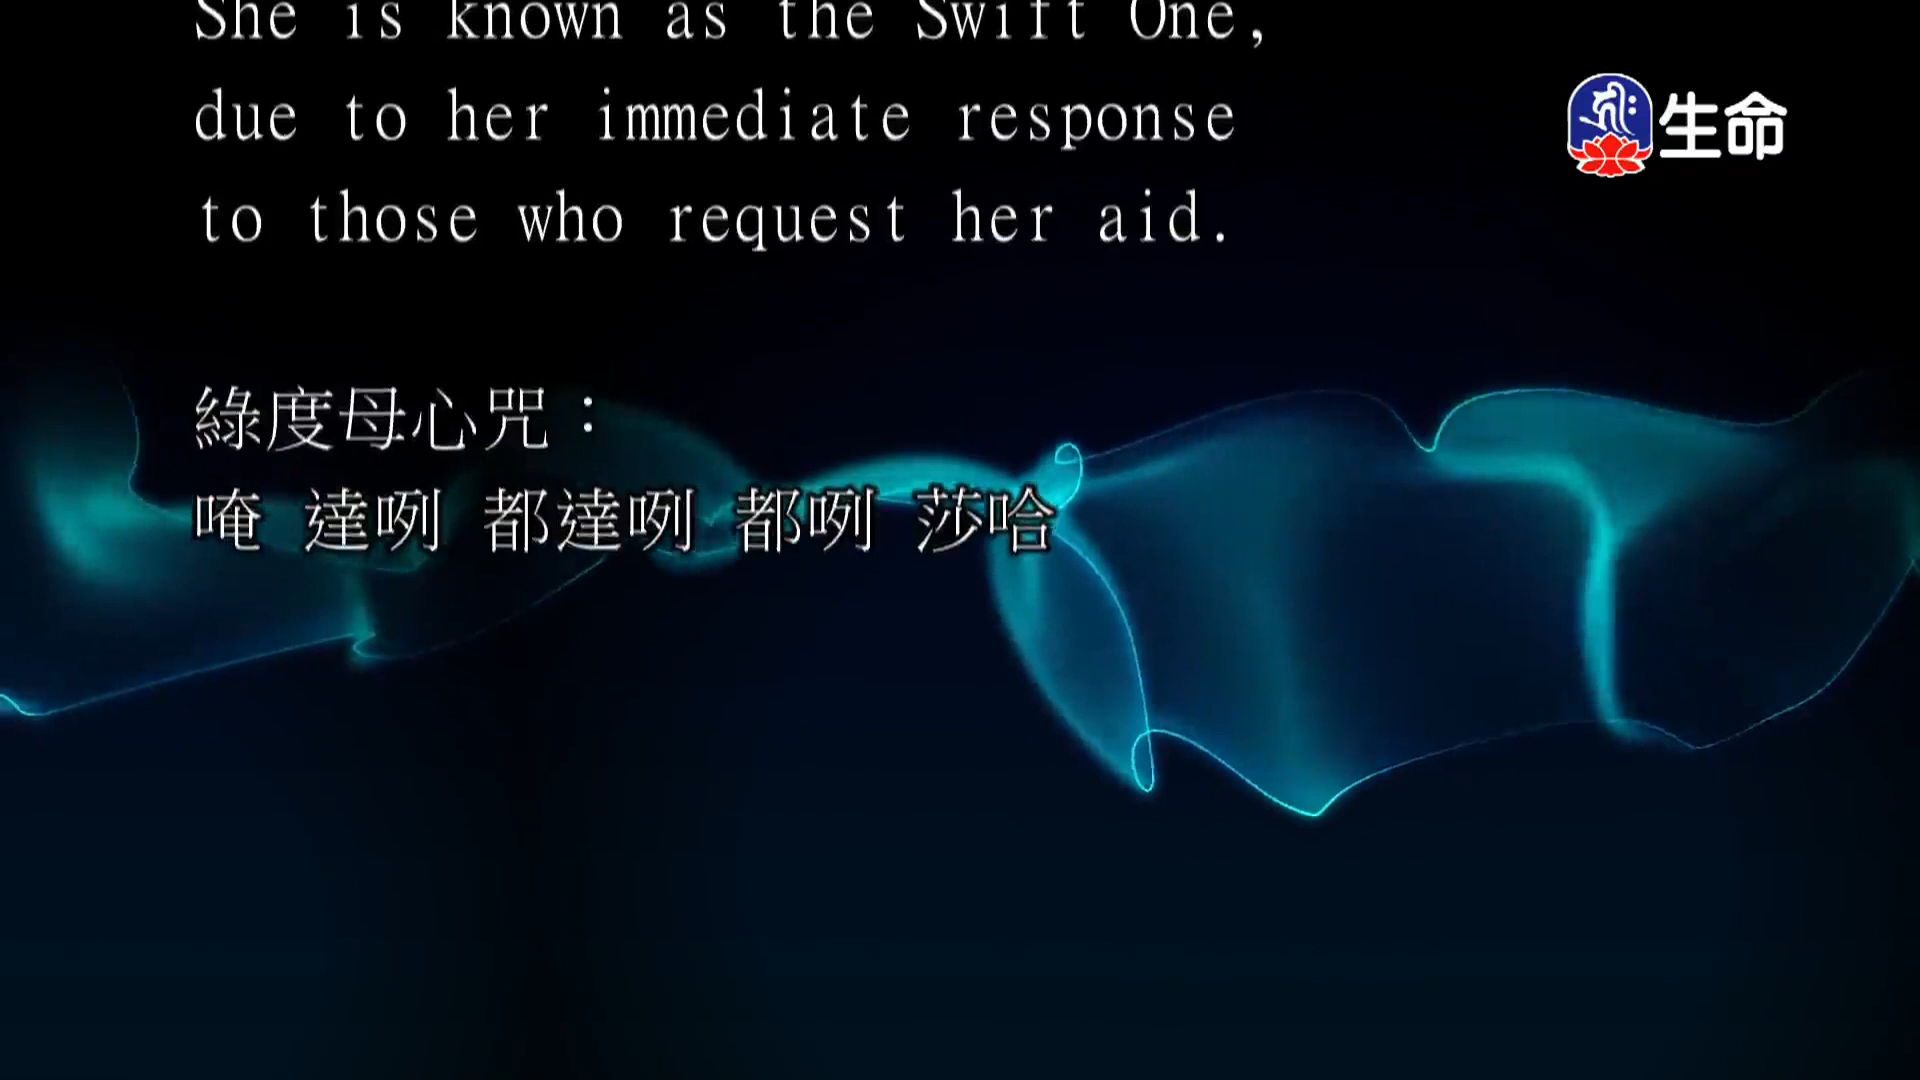 She is known as the Swift One,
due to her immediate response
to those who request her aid.
生命
綠度母心咒：
唵 達咧 都達咧 都咧 莎哈